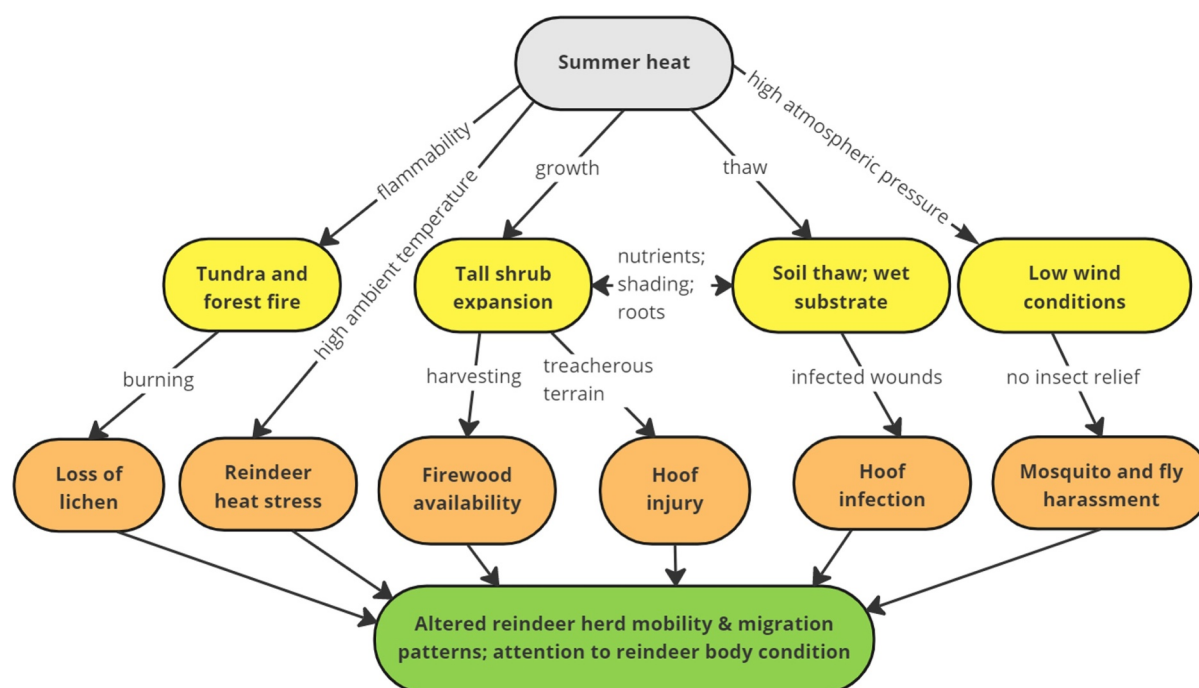 Summer heat
flammability
high ambient temperature
growth
thaw
high atmospheric pressure
Tundra and
forest fire
Tall shrub
expansion
nutrients;
shading;
roots
Soil thaw; wet
substrate
Low wind
conditions
burning
harvesting
treacherous
terrain
infected wounds
no insect relief
Loss of
lichen
Reindeer
heat stress
Firewood
availability
Hoof
injury
Hoof
infection
Mosquito and fly
harassment
Altered reindeer herd mobility & migration
patterns; attention to reindeer body condition